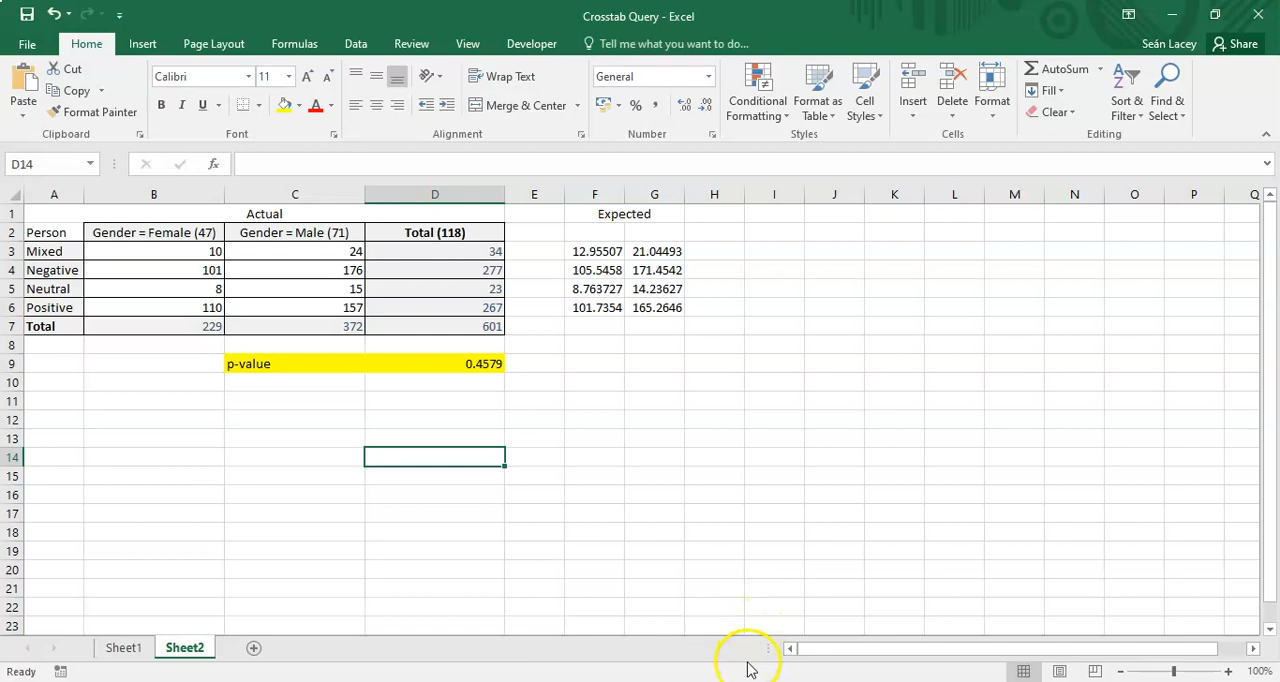 Crosstab Query - Excel
File Home Insert Page Layout Formulas Data Review View Developer Tell me what you want to do... Seán Lacey Share
Paste Cut Copy Format Painter
Calibri 11 A A General
B I U A Wrap Text Merge & Center % ,
Conditional Formatting Format as Table Cell Styles Insert Delete Format
AutoSum Fill Clear Sort & Filter Find & Select
Clipboard Font Alignment Number Styles Cells Editing
D14 fx
A B C D E F G H I J K L M N O P Q
1 Actual Expected
2 Person Gender = Female (47) Gender = Male (71) Total (118)
3 Mixed 10 24 34 12.95507 21.04493
4 Negative 101 176 277 105.5458 171.4542
5 Neutral 8 15 23 8.763727 14.23627
6 Positive 110 157 267 101.7354 165.2646
7 Total 229 372 601
8
9 p-value 0.4579
10
11
12
13
14
15
16
17
18
19
20
21
22
23
Sheet1 Sheet2
Ready 100%